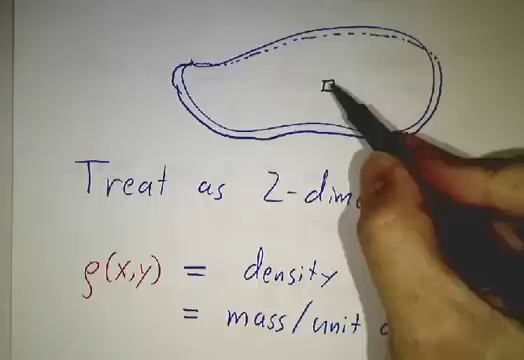 Treat as 2-dim
ρ(x,y) = density
= mass/unit